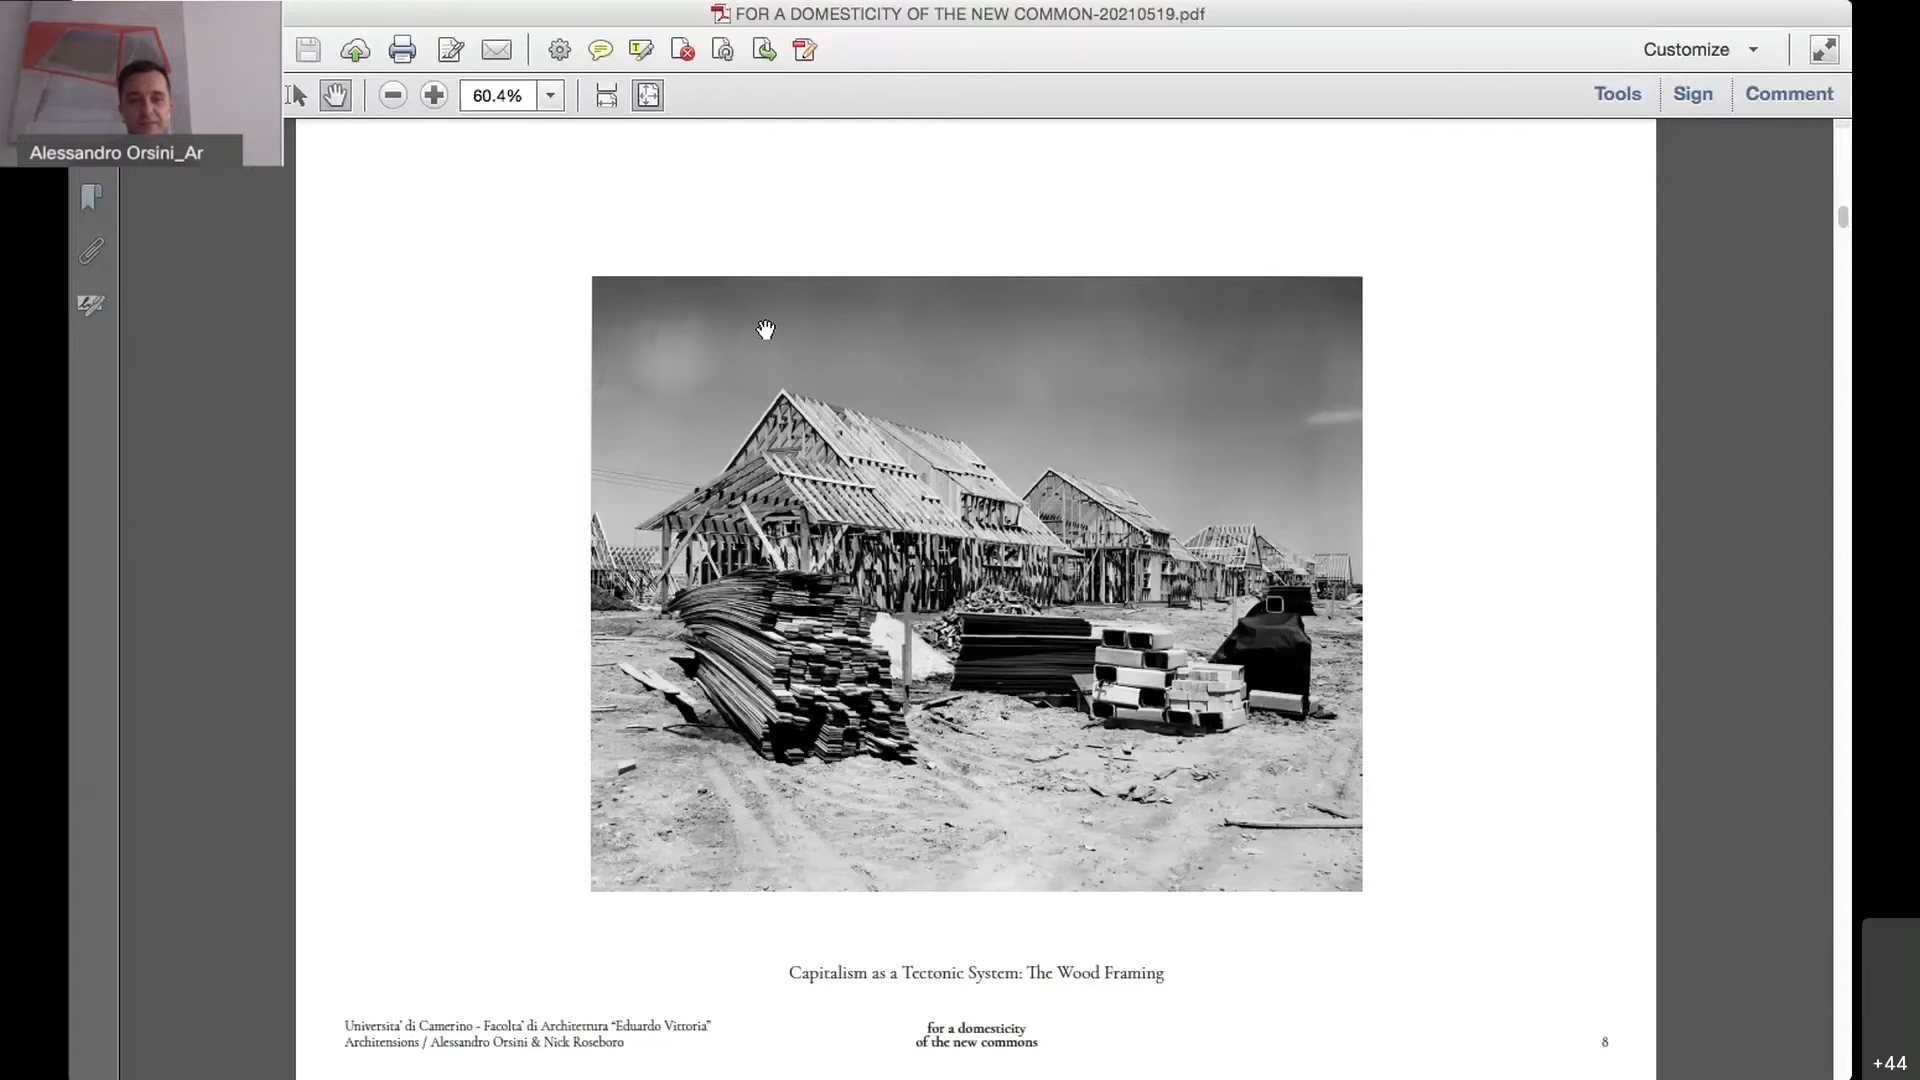 FOR A DOMESTICITY OF THE NEW COMMON-20210519.pdf
Customize
60.4%
Tools
Sign
Comment
Alessandro Orsini_Ar
Capitalism as a Tectonic System: The Wood Framing
Universita' di Camerino - Facolta' di Architettura “Eduardo Vittoria”
Architensions / Alessandro Orsini & Nick Roseboro
for a domesticity
of the new commons
8
+44